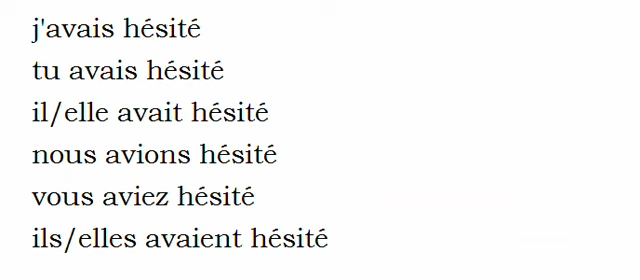 j'avais hésité
tu avais hésité
il/elle avait hésité
nous avions hésité
vous aviez hésité
ils/elles avaient hésité